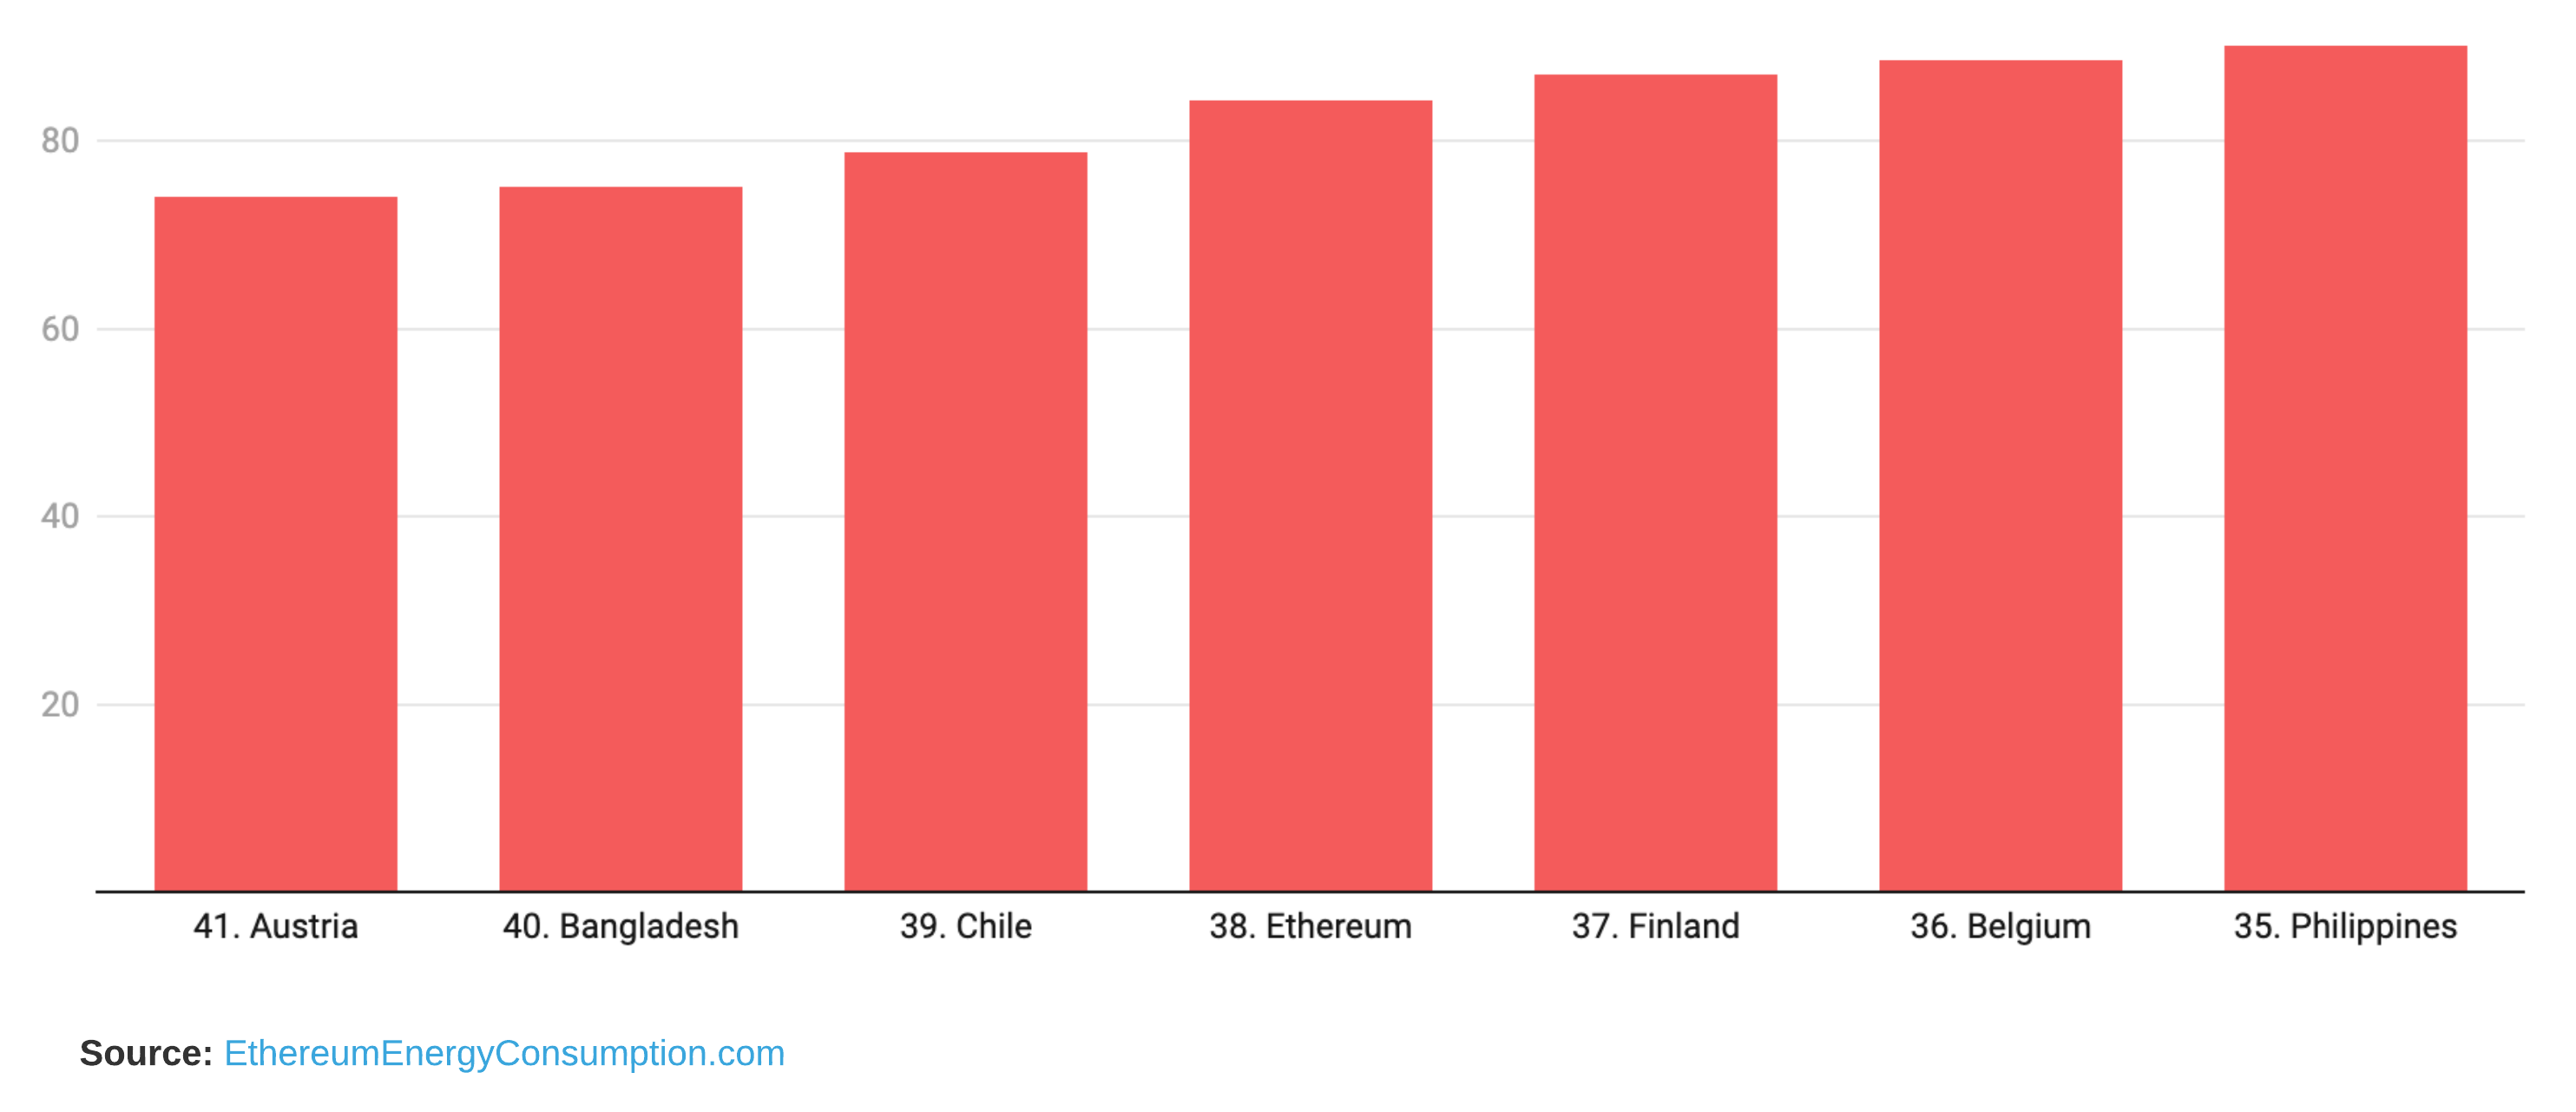 80
60
40
20
41. Austria 40. Bangladesh 39. Chile 38. Ethereum 37. Finland 36. Belgium 35. Philippines
Source: EthereumEnergyConsumption.com